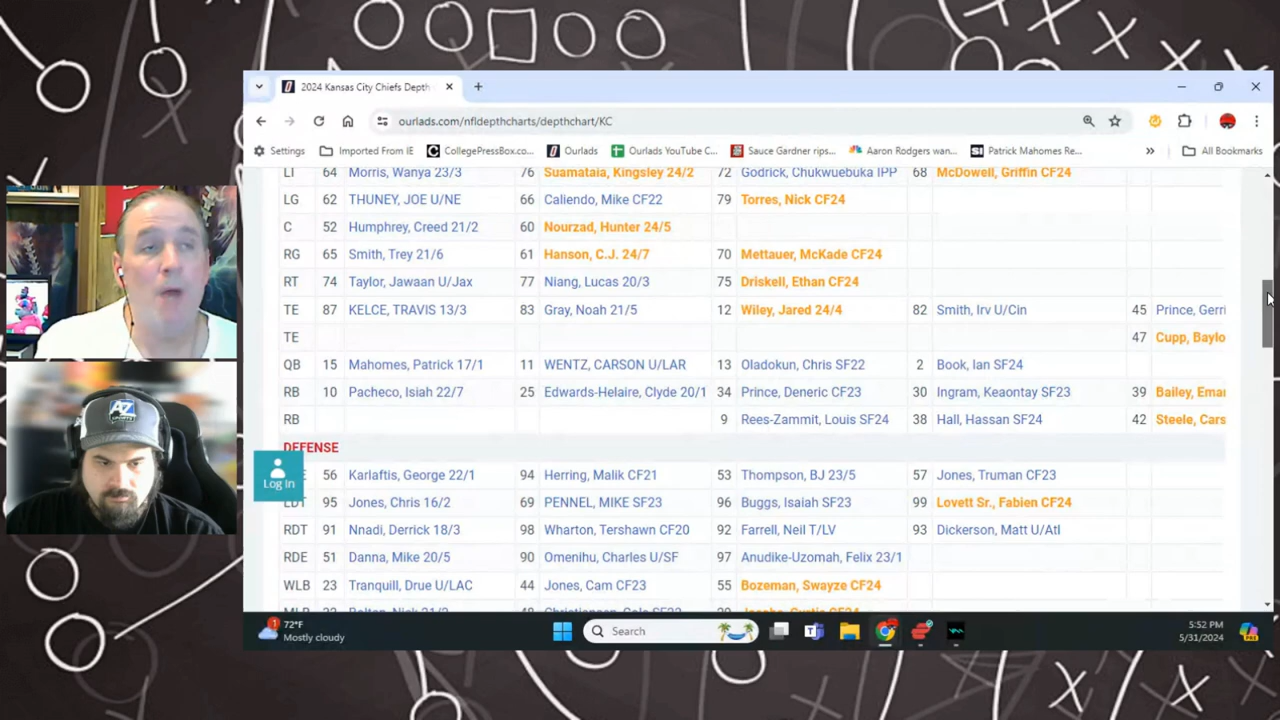 2024 Kansas City Chiefs Depth
ourlads.com/nfldepthcharts/depthchart/KC
Settings Imported From IE CollegePressBox.co... Ourlads Ourlads YouTube C... Sauce Gardner rips... Aaron Rodgers wan... Patrick Mahomes Re... » All Bookmarks
LT 64 Morris, Wanya 23/3 76 Suamataia, Kingsley 24/2 72 Godrick, Chukwuebuka IPP 68 McDowell, Griffin CF24
LG 62 THUNEY, JOE U/NE 66 Caliendo, Mike CF22 79 Torres, Nick CF24
C 52 Humphrey, Creed 21/2 60 Nourzad, Hunter 24/5
RG 65 Smith, Trey 21/6 61 Hanson, C.J. 24/7 70 Mettauer, McKade CF24
RT 74 Taylor, Jawaan U/Jax 77 Niang, Lucas 20/3 75 Driskell, Ethan CF24
TE 87 KELCE, TRAVIS 13/3 83 Gray, Noah 21/5 12 Wiley, Jared 24/4 82 Smith, Irv U/Cin 45 Prince, Gerri
TE 47 Cupp, Baylo
QB 15 Mahomes, Patrick 17/1 11 WENTZ, CARSON U/LAR 13 Oladokun, Chris SF22 2 Book, Ian SF24
RB 10 Pacheco, Isiah 22/7 25 Edwards-Helaire, Clyde 20/1 34 Prince, Deneric CF23 30 Ingram, Keaontay SF23 39 Bailey, Emar
RB 9 Rees-Zammit, Louis SF24 38 Hall, Hassan SF24 42 Steele, Cars
DEFENSE
56 Karlaftis, George 22/1 94 Herring, Malik CF21 53 Thompson, BJ 23/5 57 Jones, Truman CF23
Log In
LDT 95 Jones, Chris 16/2 69 PENNEL, MIKE SF23 96 Buggs, Isaiah SF23 99 Lovett Sr., Fabien CF24
RDT 91 Nnadi, Derrick 18/3 98 Wharton, Tershawn CF20 92 Farrell, Neil T/LV 93 Dickerson, Matt U/Atl
RDE 51 Danna, Mike 20/5 90 Omenihu, Charles U/SF 97 Anudike-Uzomah, Felix 23/1
WLB 23 Tranquill, Drue U/LAC 44 Jones, Cam CF23 55 Bozeman, Swayze CF24
72°F
Mostly cloudy
Search
5:52 PM
5/31/2024